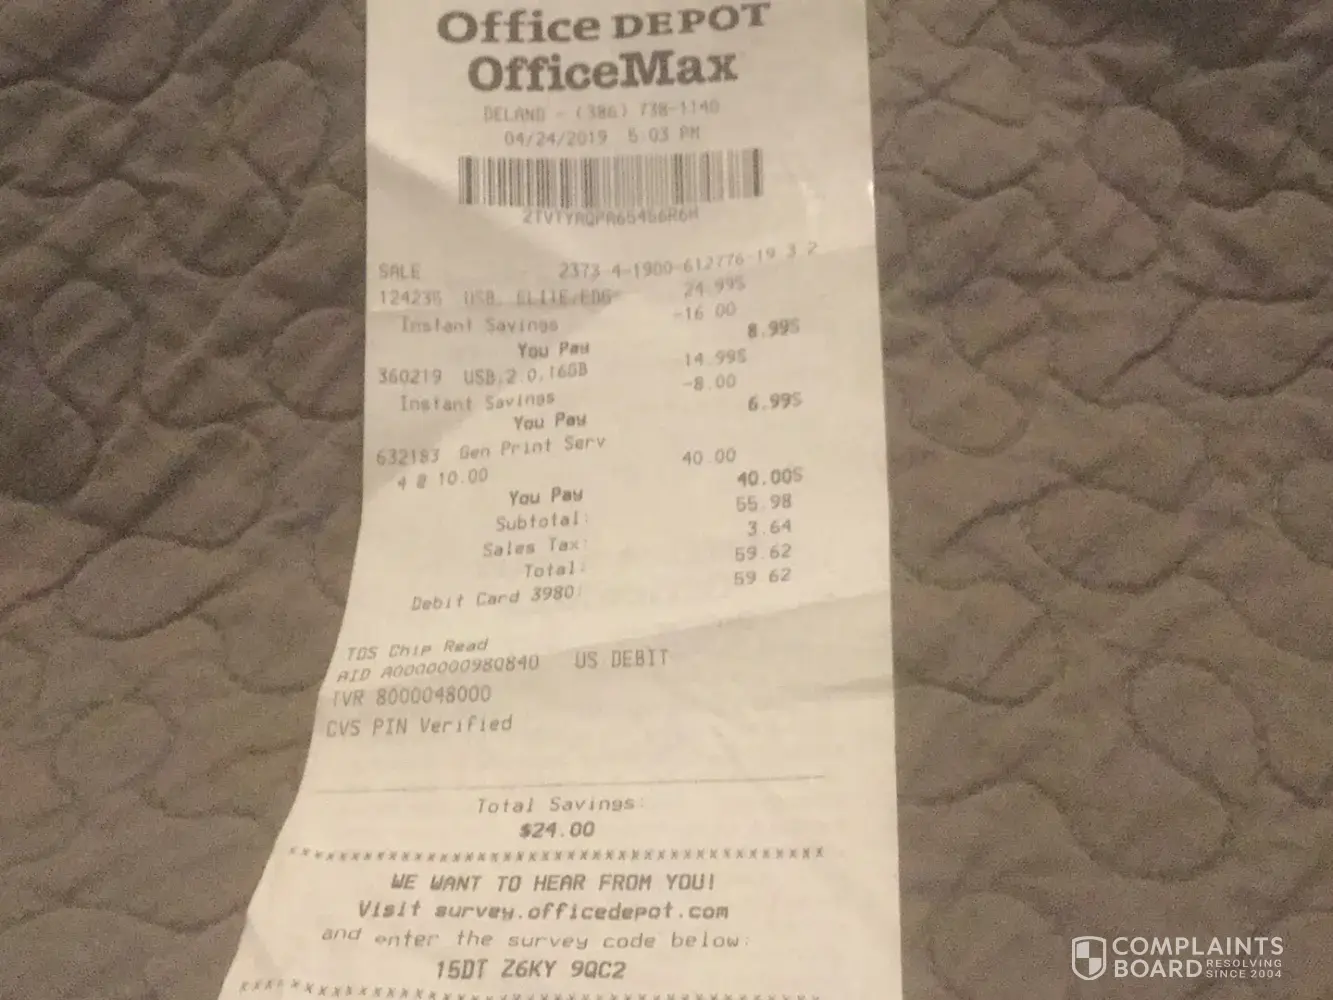 Office DEPOT
OfficeMax
DELAND - (386) 738-1140
04/24/2019 5:03 PM
2TVTYRQPA65456R6H
SALE 2373-4-1900-612776-19.3.2
124235 USB, ELITE/EDG 24.99S
Instant Savings -16.00
You Pay 8.99S
360219 USB,2.0,16GB 14.99S
Instant Savings -8.00
You Pay 6.99S
632183 Gen Print Serv
4 @ 10.00 40.00
You Pay 40.00S
Subtotal: 55.98
Sales Tax: 3.64
Total: 59.62
Debit Card 3980: 59.62
TDS Chip Read
AID A0000000980840 US DEBIT
TVR 8000048000
CVS PIN Verified
Total Savings:
$24.00
WE WANT TO HEAR FROM YOU!
Visit survey.officedepot.com
and enter the survey code below:
15DT Z6KY 9QC2
COMPLAINTS
BOARD RESOLVING
SINCE 2004